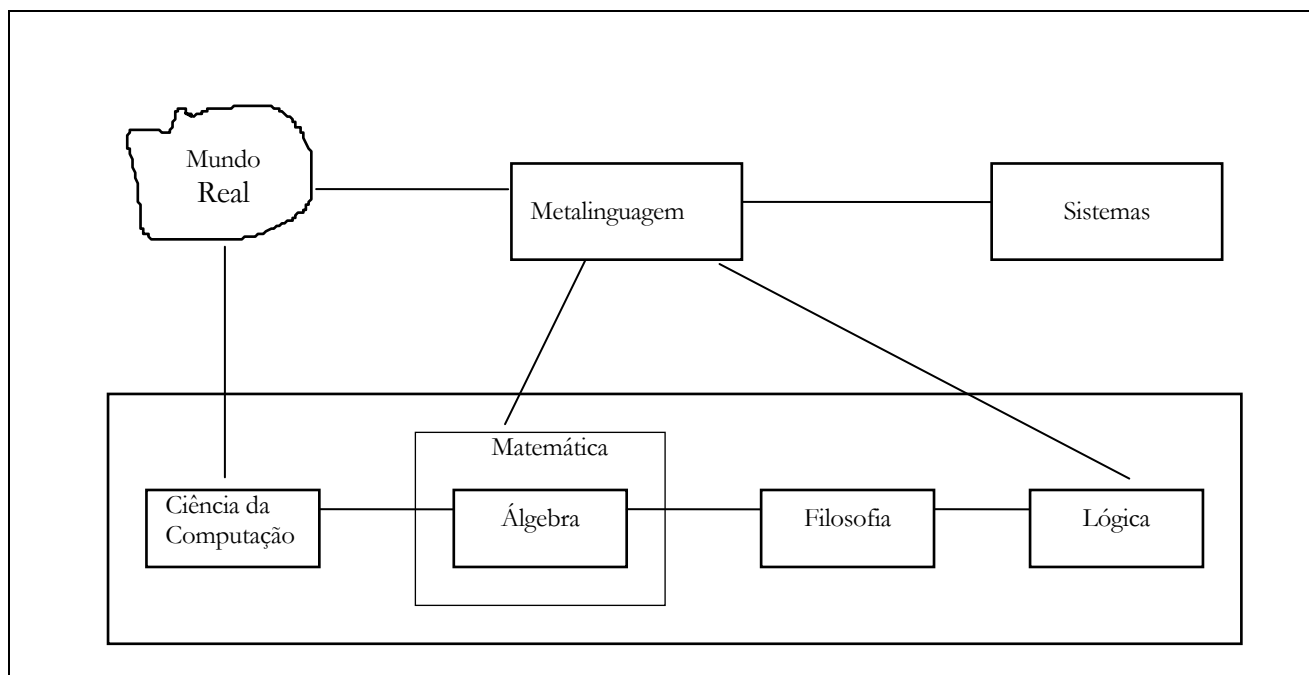 Mundo
Real
Metalinguagem
Sistemas
Matemática
Ciência da
Computação
Álgebra
Filosofia
Lógica